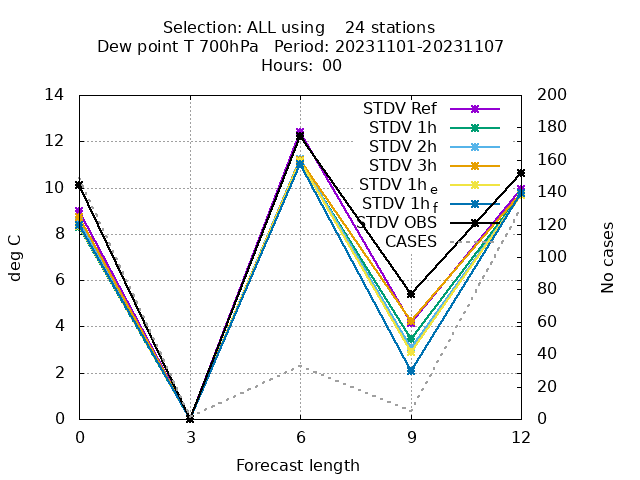 Selection: ALL using    24 stations
Dew point T 700hPa   Period: 20231101-20231107
Hours: 00
14
12
10
8
6
4
2
0
deg C
200
180
160
140
120
100
80
60
40
20
0
No cases
STDV Ref
STDV 1h
STDV 2h
STDV 3h
STDV 1h e
STDV 1h f
STDV OBS
CASES
0 3 6 9 12
Forecast length